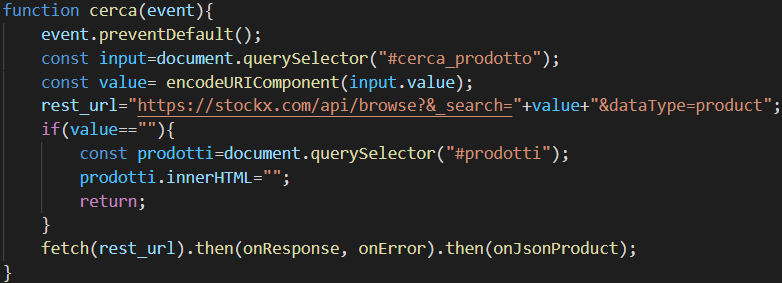 function cerca(event){
    event.preventDefault();
    const input=document.querySelector("#cerca_prodotto");
    const value= encodeURIComponent(input.value);
    rest_url="https://stockx.com/api/browse?&_search="+value+"&dataType=product";
    if(value==""){
        const prodotti=document.querySelector("#prodotti");
        prodotti.innerHTML="";
        return;
    }
    fetch(rest_url).then(onResponse, onError).then(onJsonProduct);
}